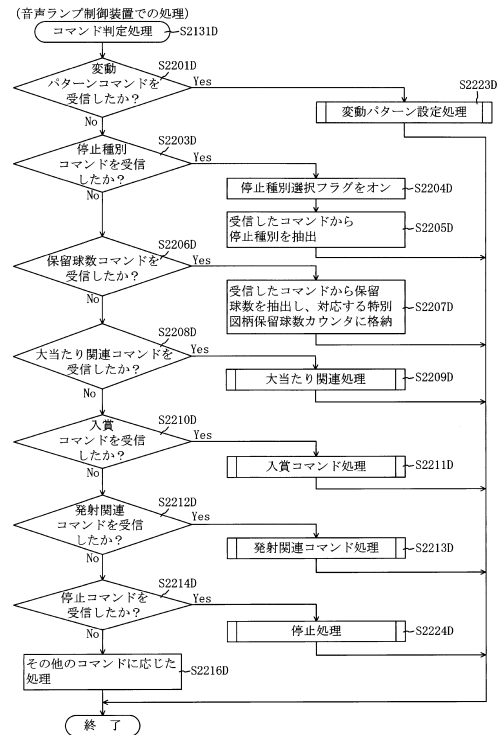 (音声ランプ制御装置での処理)
コマンド判定処理
S2131D
変動
パターンコマンドを
受信したか?
S2201D
Yes
No
S2223D
変動パターン設定処理
停止種別
コマンドを受信
したか?
S2203D
Yes
No
停止種別選択フラグをオン
S2204D
受信したコマンドから
停止種別を抽出
S2205D
保留球数コマンドを
受信したか?
S2206D
Yes
No
受信したコマンドから保留
球数を抽出し、対応する特別
図柄保留球数カウンタに格納
S2207D
大当たり関連コマンドを
受信したか?
S2208D
Yes
No
大当たり関連処理
S2209D
入賞
コマンドを受信
したか?
S2210D
Yes
No
入賞コマンド処理
S2211D
発射関連
コマンドを受信
したか?
S2212D
Yes
No
発射関連コマンド処理
S2213D
停止コマンドを
受信したか?
S2214D
Yes
No
停止処理
S2224D
その他のコマンドに応じた
処理
S2216D
終 了